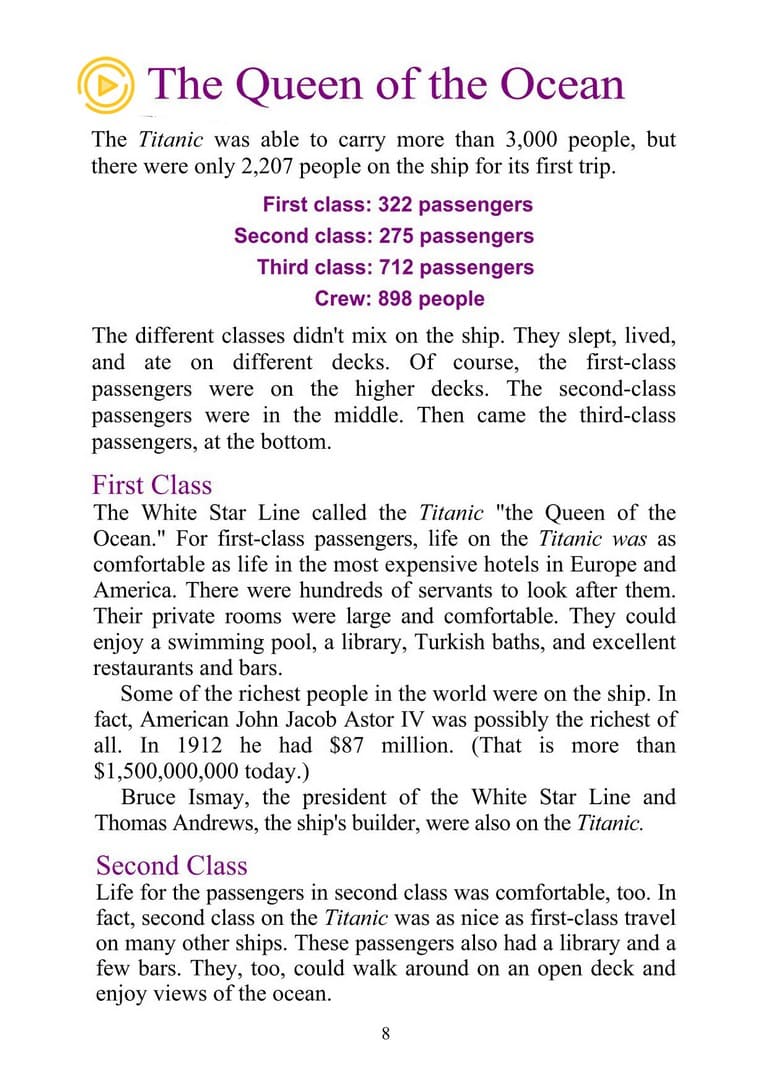 The Queen of the Ocean
The Titanic was able to carry more than 3,000 people, but
there were only 2,207 people on the ship for its first trip.
First class: 322 passengers
Second class: 275 passengers
Third class: 712 passengers
Crew: 898 people
The different classes didn't mix on the ship. They slept, lived,
and ate on different decks. Of course, the first-class
passengers were on the higher decks. The second-class
passengers were in the middle. Then came the third-class
passengers, at the bottom.
First Class
The White Star Line called the Titanic "the Queen of the
Ocean." For first-class passengers, life on the Titanic was as
comfortable as life in the most expensive hotels in Europe and
America. There were hundreds of servants to look after them.
Their private rooms were large and comfortable. They could
enjoy a swimming pool, a library, Turkish baths, and excellent
restaurants and bars.
Some of the richest people in the world were on the ship. In
fact, American John Jacob Astor IV was possibly the richest of
all. In 1912 he had $87 million. (That is more than
$1,500,000,000 today.)
Bruce Ismay, the president of the White Star Line and
Thomas Andrews, the ship's builder, were also on the Titanic.
Second Class
Life for the passengers in second class was comfortable, too. In
fact, second class on the Titanic was as nice as first-class travel
on many other ships. These passengers also had a library and a
few bars. They, too, could walk around on an open deck and
enjoy views of the ocean.
8